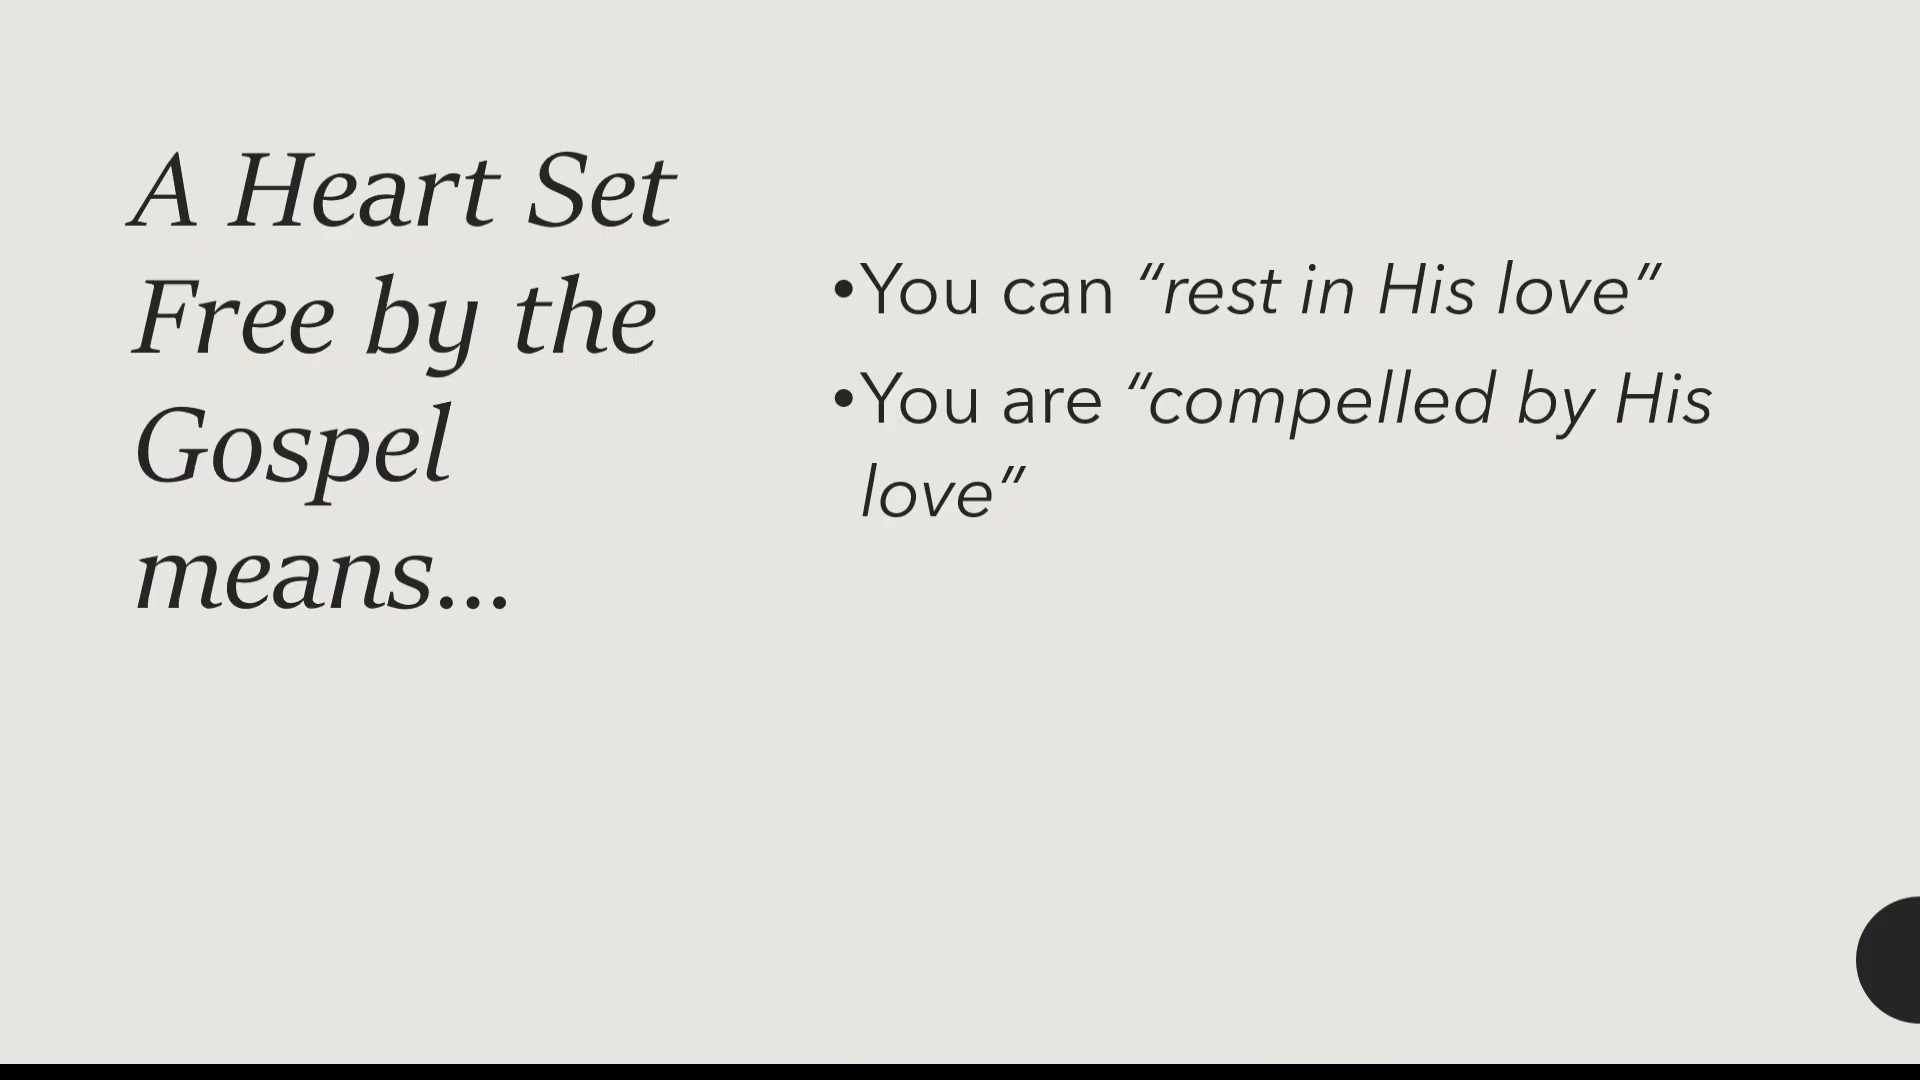 A Heart Set
Free by the
Gospel
means...
•You can “rest in His love”
•You are “compelled by His
love”